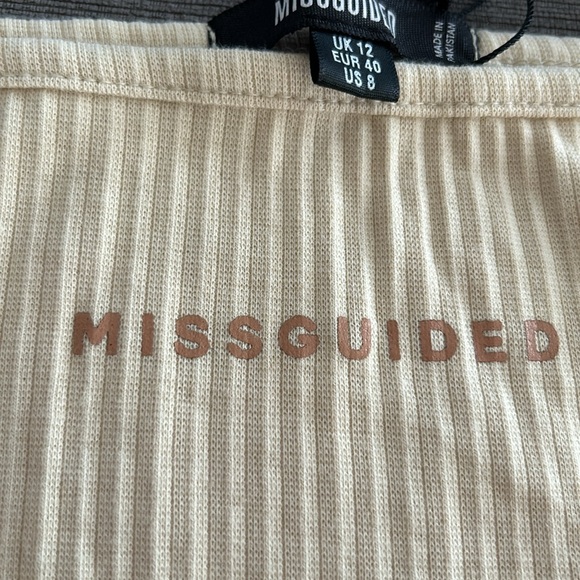 MISSGUIDED
UK 12
EUR 40
US 8
MADE IN
PAKISTAN
MISSGUIDED